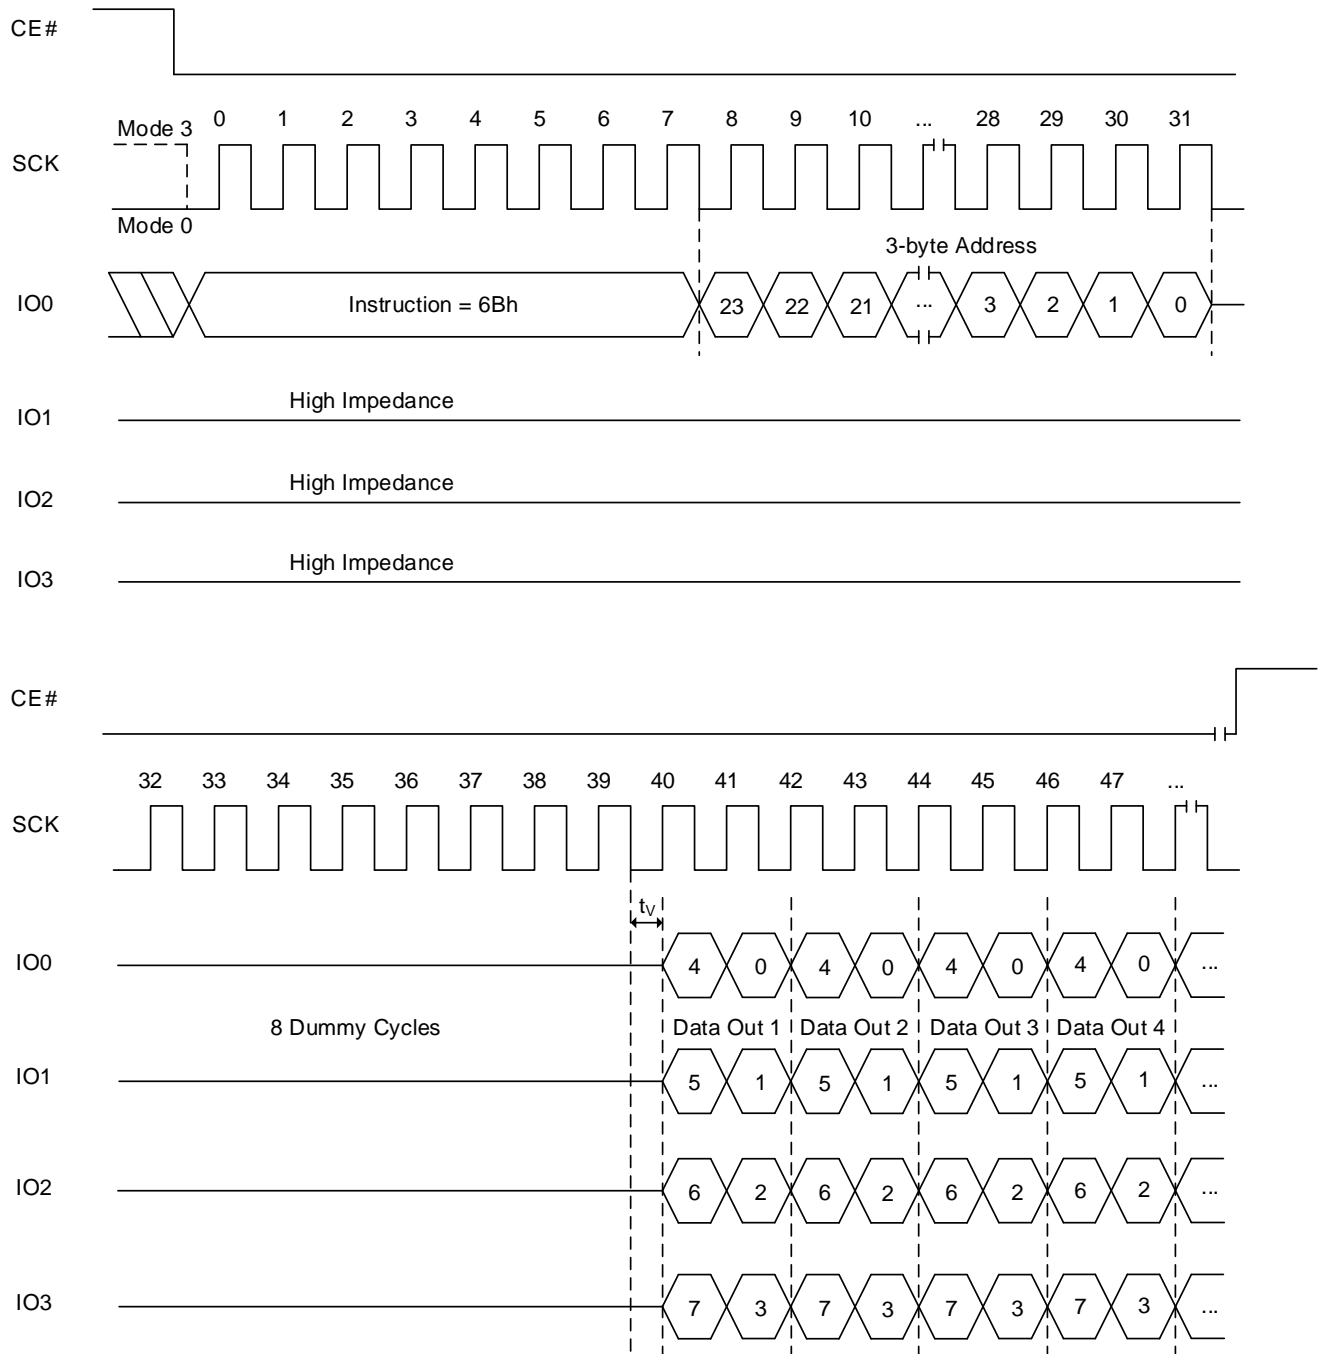 CE#
0 1 2 3 4 5 6 7 8 9 10 ... 28 29 30 31
Mode 3
SCK
Mode 0
3-byte Address
IO0 Instruction = 6Bh 23 22 21 ... 3 2 1 0
High Impedance
IO1
High Impedance
IO2
High Impedance
IO3
CE#
32 33 34 35 36 37 38 39 40 41 42 43 44 45 46 47 ...
SCK
tV
IO0 4 0 4 0 4 0 4 0 ...
8 Dummy Cycles Data Out 1 Data Out 2 Data Out 3 Data Out 4
IO1 5 1 5 1 5 1 5 1 ...
IO2 6 2 6 2 6 2 6 2 ...
IO3 7 3 7 3 7 3 7 3 ...